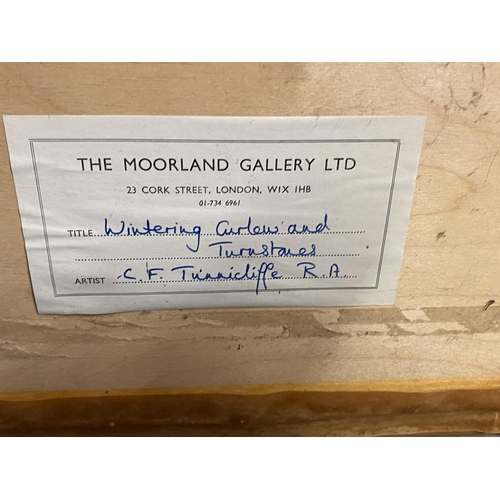 THE MOORLAND GALLERY LTD
23 CORK STREET, LONDON, W1X 1HB
01-734 6961
TITLE Wintering Curlew and
Turnstones
ARTIST C. F. Tunnicliffe R.A.